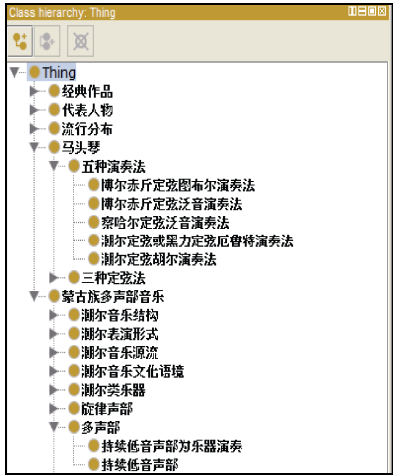 Class hierarchy: Thing
Thing
经典作品
代表人物
流行分布
马头琴
五种演奏法
博尔赤斤定弦图布尔演奏法
博尔赤斤定弦泛音演奏法
察哈尔定弦泛音演奏法
潮尔定弦或黑力定弦厄鲁特演奏法
潮尔定弦胡尔演奏法
三种定弦法
蒙古族多声部音乐
潮尔音乐结构
潮尔表演形式
潮尔音乐源流
潮尔音乐文化语境
潮尔类乐器
旋律声部
多声部
持续低音声部为乐器演奏
持续低音声部